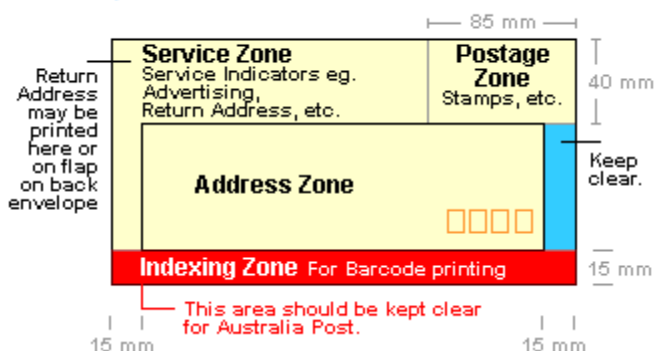 85 mm
Service Zone
Service Indicators eg.
Advertising,
Return Address, etc.
Postage
Zone
Stamps, etc.
40 mm
Return
Address
may be
printed
here or
on flap
on back
envelope
Keep
clear.
Address Zone
Indexing Zone For Barcode printing
15 mm
This area should be kept clear
for Australia Post.
15 mm
15 mm